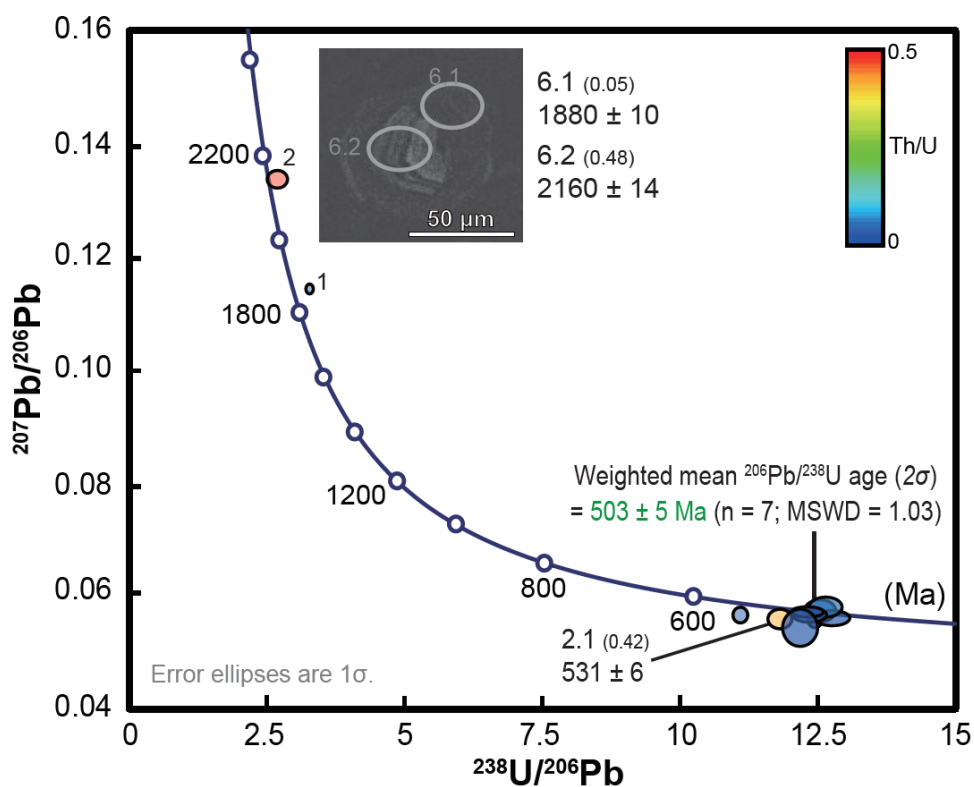 0.16
0.14
0.12
0.10
0.08
0.06
0.04
207Pb/206Pb
0
2.5
5
7.5
10
12.5
15
238U/206Pb
2200
2
1
1800
1200
800
600
(Ma)
6.1
6.2
50 µm
6.1 (0.05)
1880 ± 10
6.2 (0.48)
2160 ± 14
0.5
Th/U
0
Weighted mean 206Pb/238U age (2σ)
= 503 ± 5 Ma (n = 7; MSWD = 1.03)
2.1 (0.42)
531 ± 6
Error ellipses are 1σ.